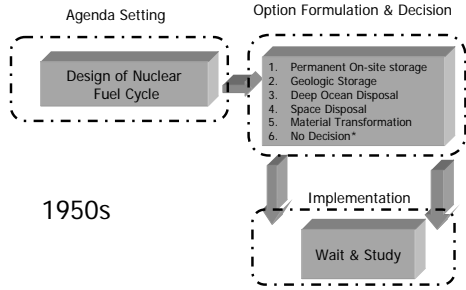 Agenda Setting
Option Formulation & Decision
Design of Nuclear
Fuel Cycle
1. Permanent On-site storage
2. Geologic Storage
3. Deep Ocean Disposal
4. Space Disposal
5. Material Transformation
6. No Decision*
1950s
Implementation
Wait & Study